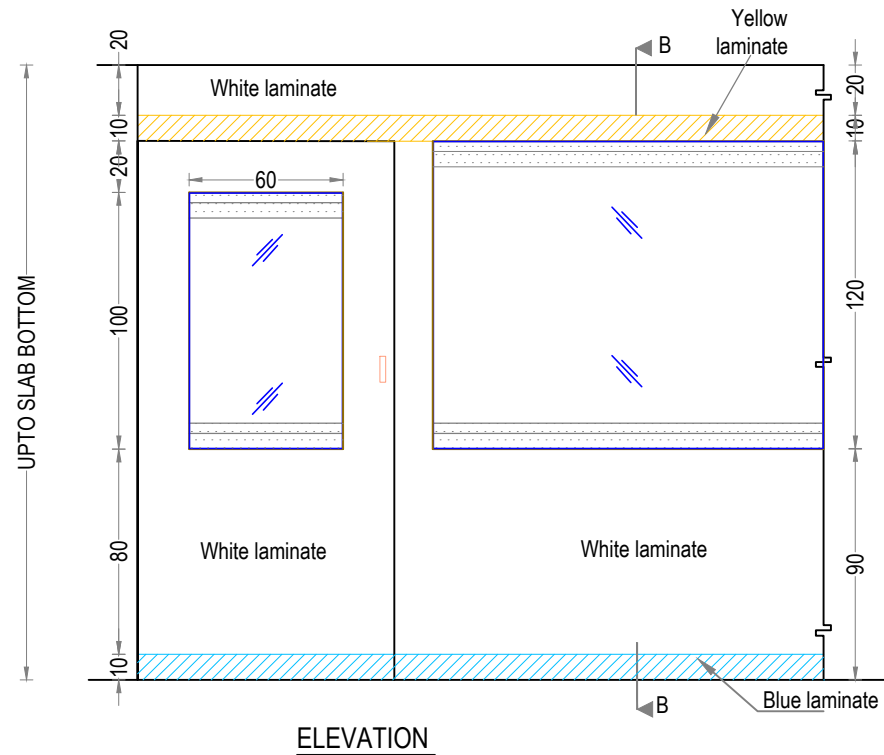 Yellow
laminate
B
20
White laminate
20
10
10
20
60
UPTO SLAB BOTTOM
100
120
White laminate
White laminate
80
90
10
Blue laminate
B
ELEVATION